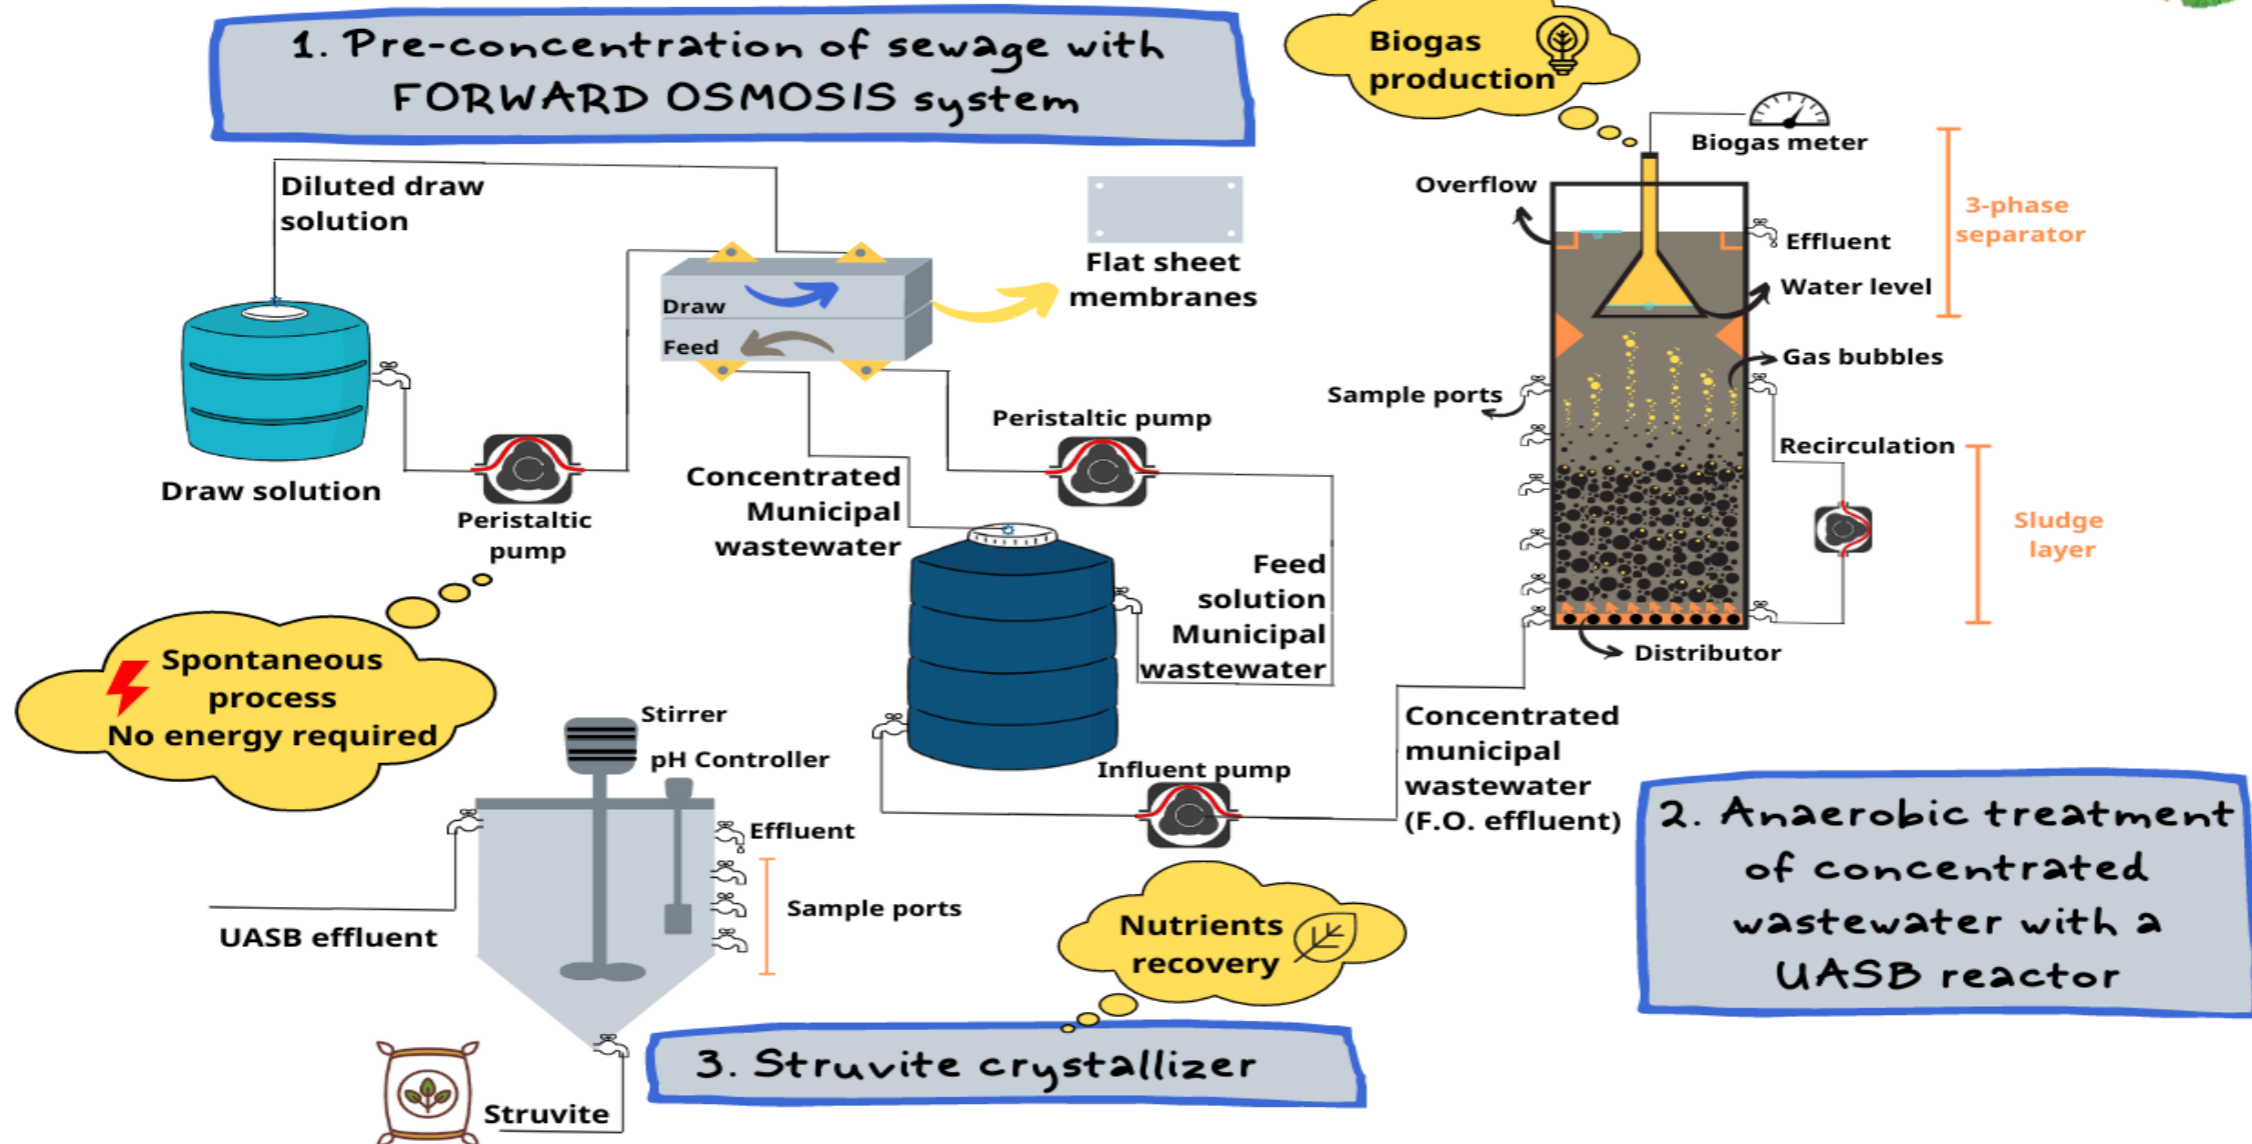 1. Pre-concentration of sewage with
FORWARD OSMOSIS system
Biogas
production
Biogas meter
Overflow
3-phase
separator
Effluent
Water level
Gas bubbles
Sample ports
Recirculation
Sludge
layer
Distributor
Diluted draw
solution
Flat sheet
membranes
Draw
Feed
Draw solution
Peristaltic
pump
Peristaltic pump
Concentrated
Municipal
wastewater
Feed
solution
Municipal
wastewater
Spontaneous
process
No energy required
Stirrer
pH Controller
Influent pump
Concentrated
municipal
wastewater
(F.O. effluent)
2. Anaerobic treatment
of concentrated
wastewater with a
UASB reactor
Effluent
Sample ports
UASB effluent
Nutrients
recovery
3. Struvite crystallizer
Struvite